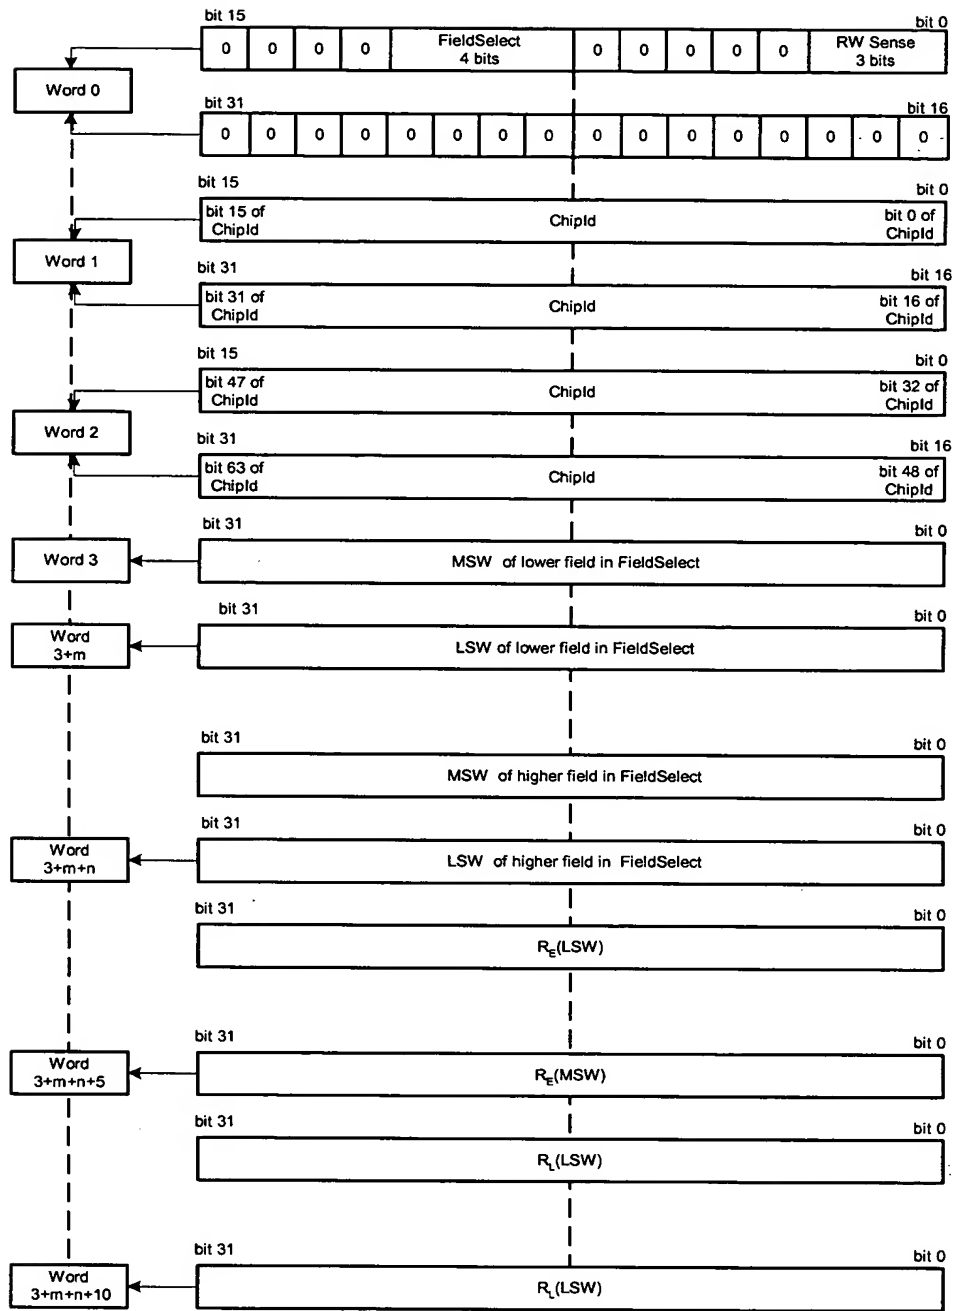 bit 15 bit 0
0 0 0 0 FieldSelect 4 bits 0 0 0 0 0 RW Sense 3 bits
Word 0
bit 31 bit 16
0 0 0 0 0 0 0 0 0 0 0 0 0 0 0 0
bit 15 bit 0
bit 15 of ChipId ChipId bit 0 of ChipId
Word 1
bit 31 bit 16
bit 31 of ChipId ChipId bit 16 of ChipId
bit 15 bit 0
bit 47 of ChipId ChipId bit 32 of ChipId
Word 2
bit 31 bit 16
bit 63 of ChipId ChipId bit 48 of ChipId
bit 31 bit 0
Word 3 MSW of lower field in FieldSelect
bit 31 bit 0
Word 3+m LSW of lower field in FieldSelect
bit 31 bit 0
MSW of higher field in FieldSelect
bit 31 bit 0
Word 3+m+n LSW of higher field in FieldSelect
bit 31 bit 0
R_E(LSW)
bit 31 bit 0
Word 3+m+n+5 R_E(MSW)
bit 31 bit 0
R_L(LSW)
bit 31 bit 0
Word 3+m+n+10 R_L(LSW)